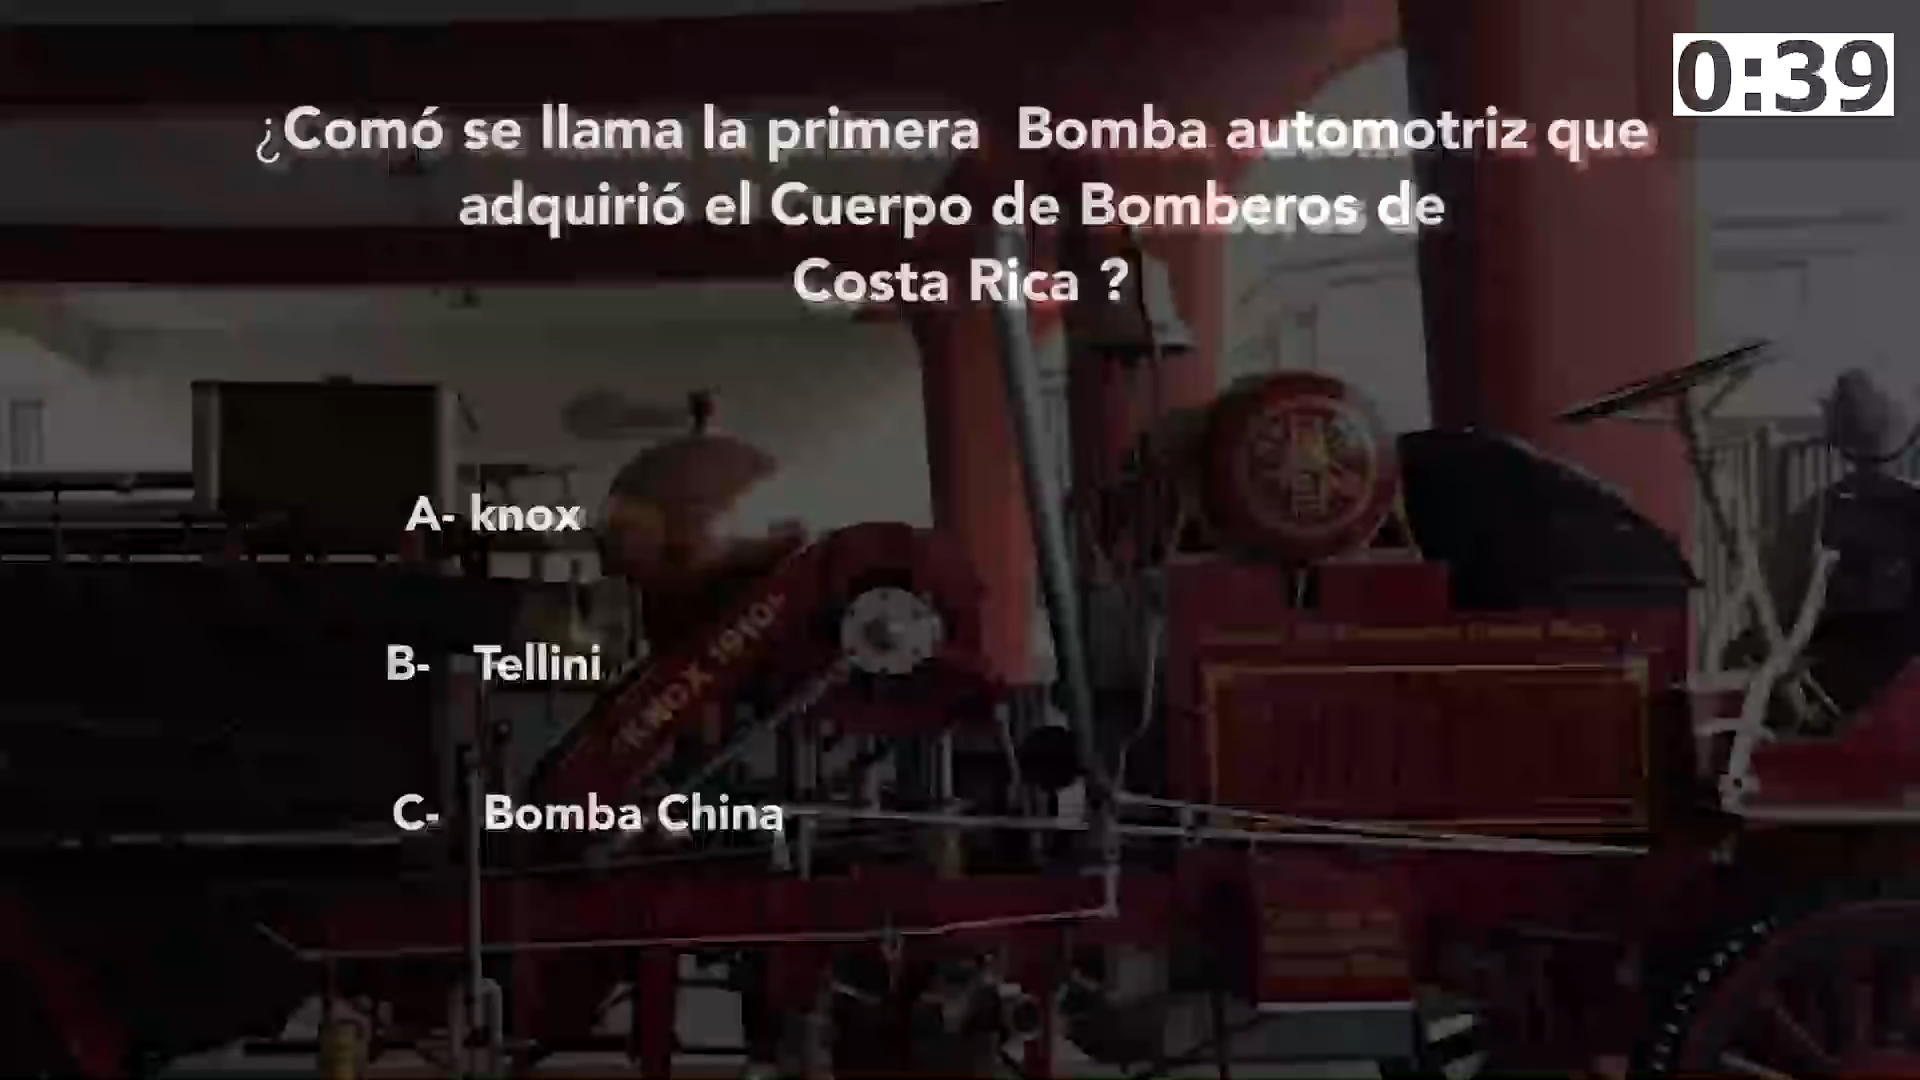 0:39
¿Comó se llama la primera Bomba automotriz que
adquirió el Cuerpo de Bomberos de
Costa Rica ?
A- knox
B- Tellini
KNOX 1910
C- Bomba China